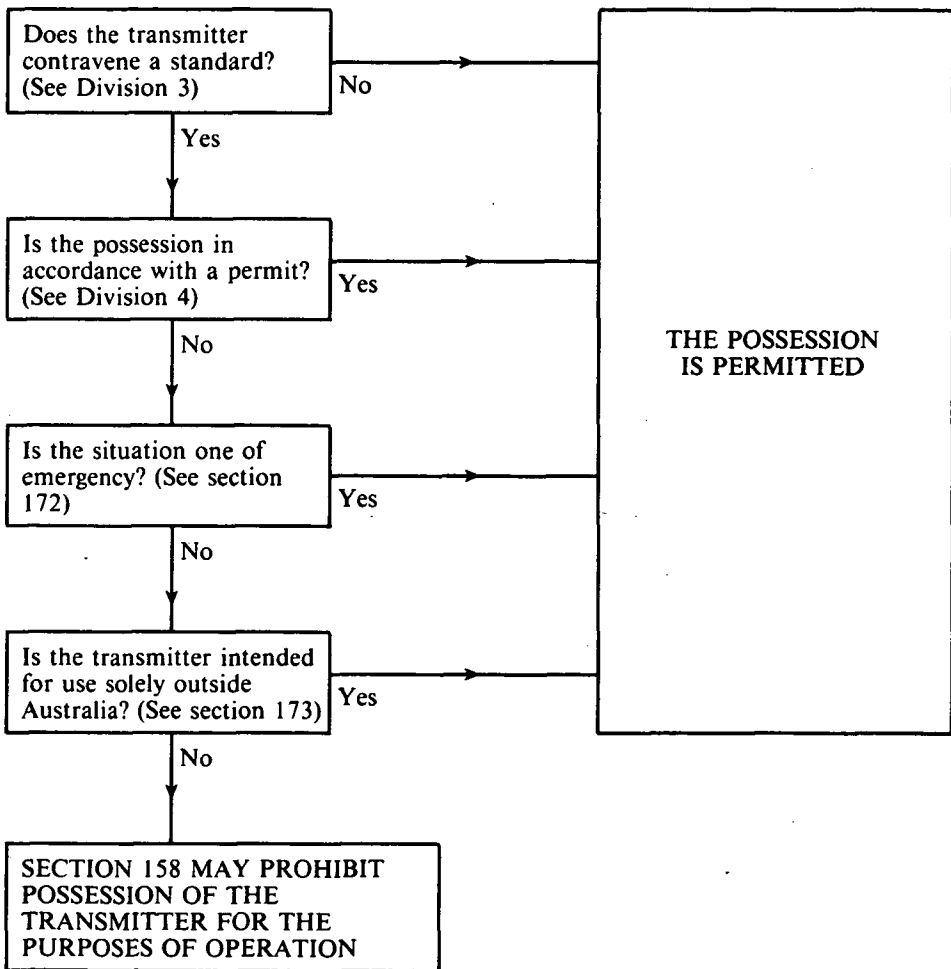 Does the transmitter
contravene a standard?
(See Division 3)
No
Yes
Is the possession in
accordance with a permit?
(See Division 4)
Yes
No
THE POSSESSION
IS PERMITTED
Is the situation one of
emergency? (See section
172)
Yes
No
Is the transmitter intended
for use solely outside
Australia? (See section 173)
Yes
No
SECTION 158 MAY PROHIBIT
POSSESSION OF THE
TRANSMITTER FOR THE
PURPOSES OF OPERATION